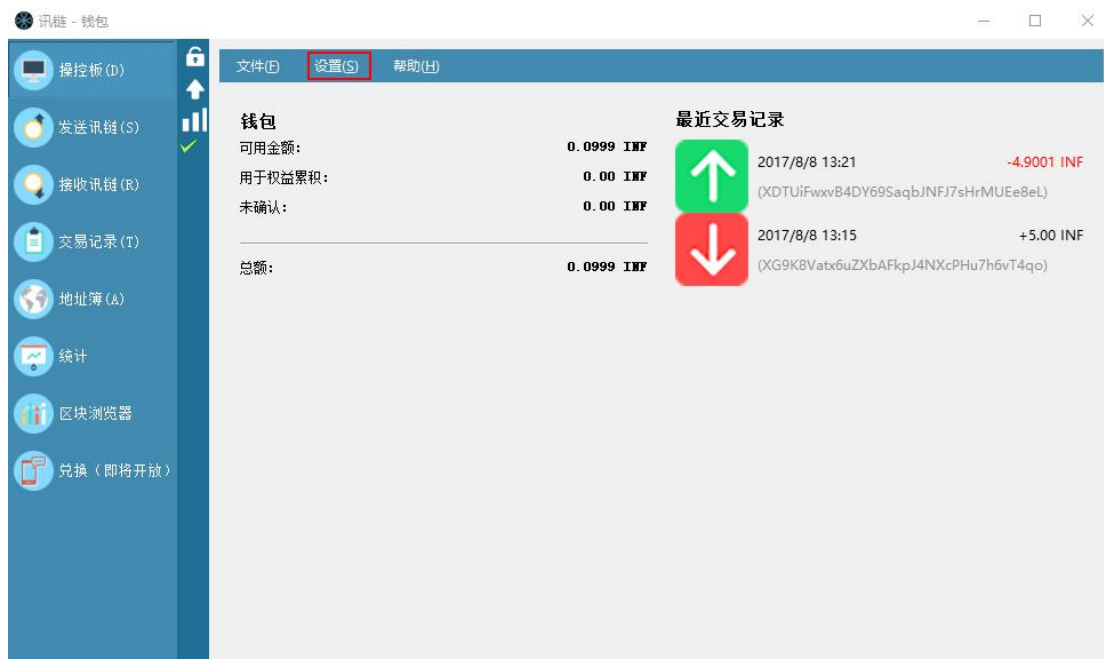 讯链 - 钱包
操控板(D)
发送讯链(S)
接收讯链(R)
交易记录(T)
地址簿(A)
统计
区块浏览器
兑换（即将开放）
文件(F) 设置(S) 帮助(H)
钱包
可用金额: 0.0999 INF
用于权益累积: 0.00 INF
未确认: 0.00 INF
总额: 0.0999 INF
最近交易记录
2017/8/8 13:21 -4.9001 INF
(XDTUiFwxvB4DY69SaqbJNFJ7sHrMUEe8eL)
2017/8/8 13:15 +5.00 INF
(XG9K8Vatx6uZXbAFkpJ4NXcPHu7h6vT4qo)